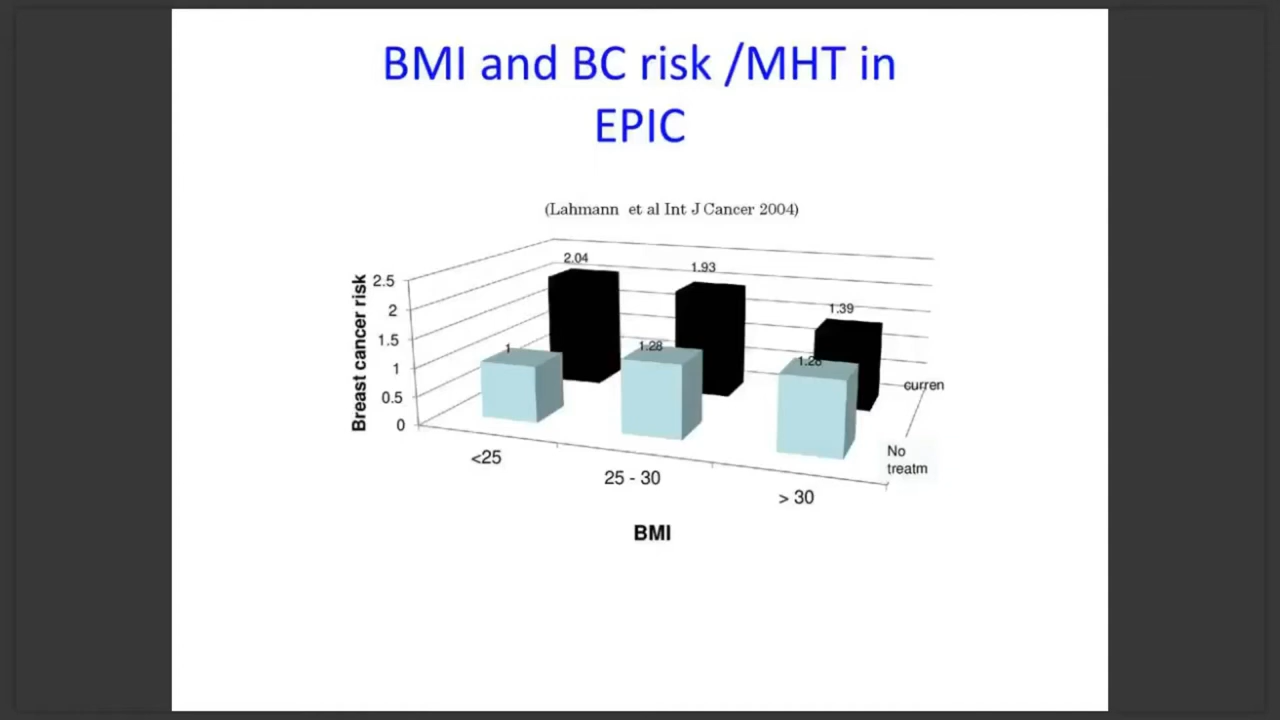 BMI and BC risk /MHT in
EPIC
(Lahmann et al Int J Cancer 2004)
Breast cancer risk
2.5
2
1.5
1
0.5
0
2.04
1.93
1.39
1
1.28
1.28
curren
No
treatm
<25
25 - 30
> 30
BMI